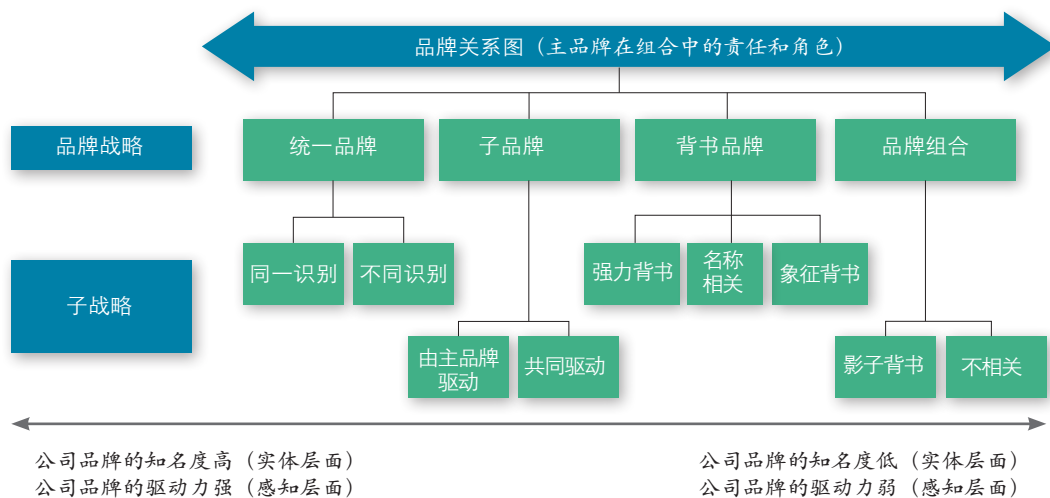 品牌关系图（主品牌在组合中的责任和角色）
品牌战略
统一品牌
子品牌
背书品牌
品牌组合
子战略
同一识别
不同识别
强力背书
名称
相关
象征背书
由主品牌
驱动
共同驱动
影子背书
不相关
公司品牌的知名度高（实体层面）
公司品牌的驱动力强（感知层面）
公司品牌的知名度低（实体层面）
公司品牌的驱动力弱（感知层面）